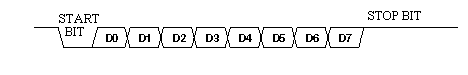 START
BIT
STOP BIT
D0 D1 D2 D3 D4 D5 D6 D7